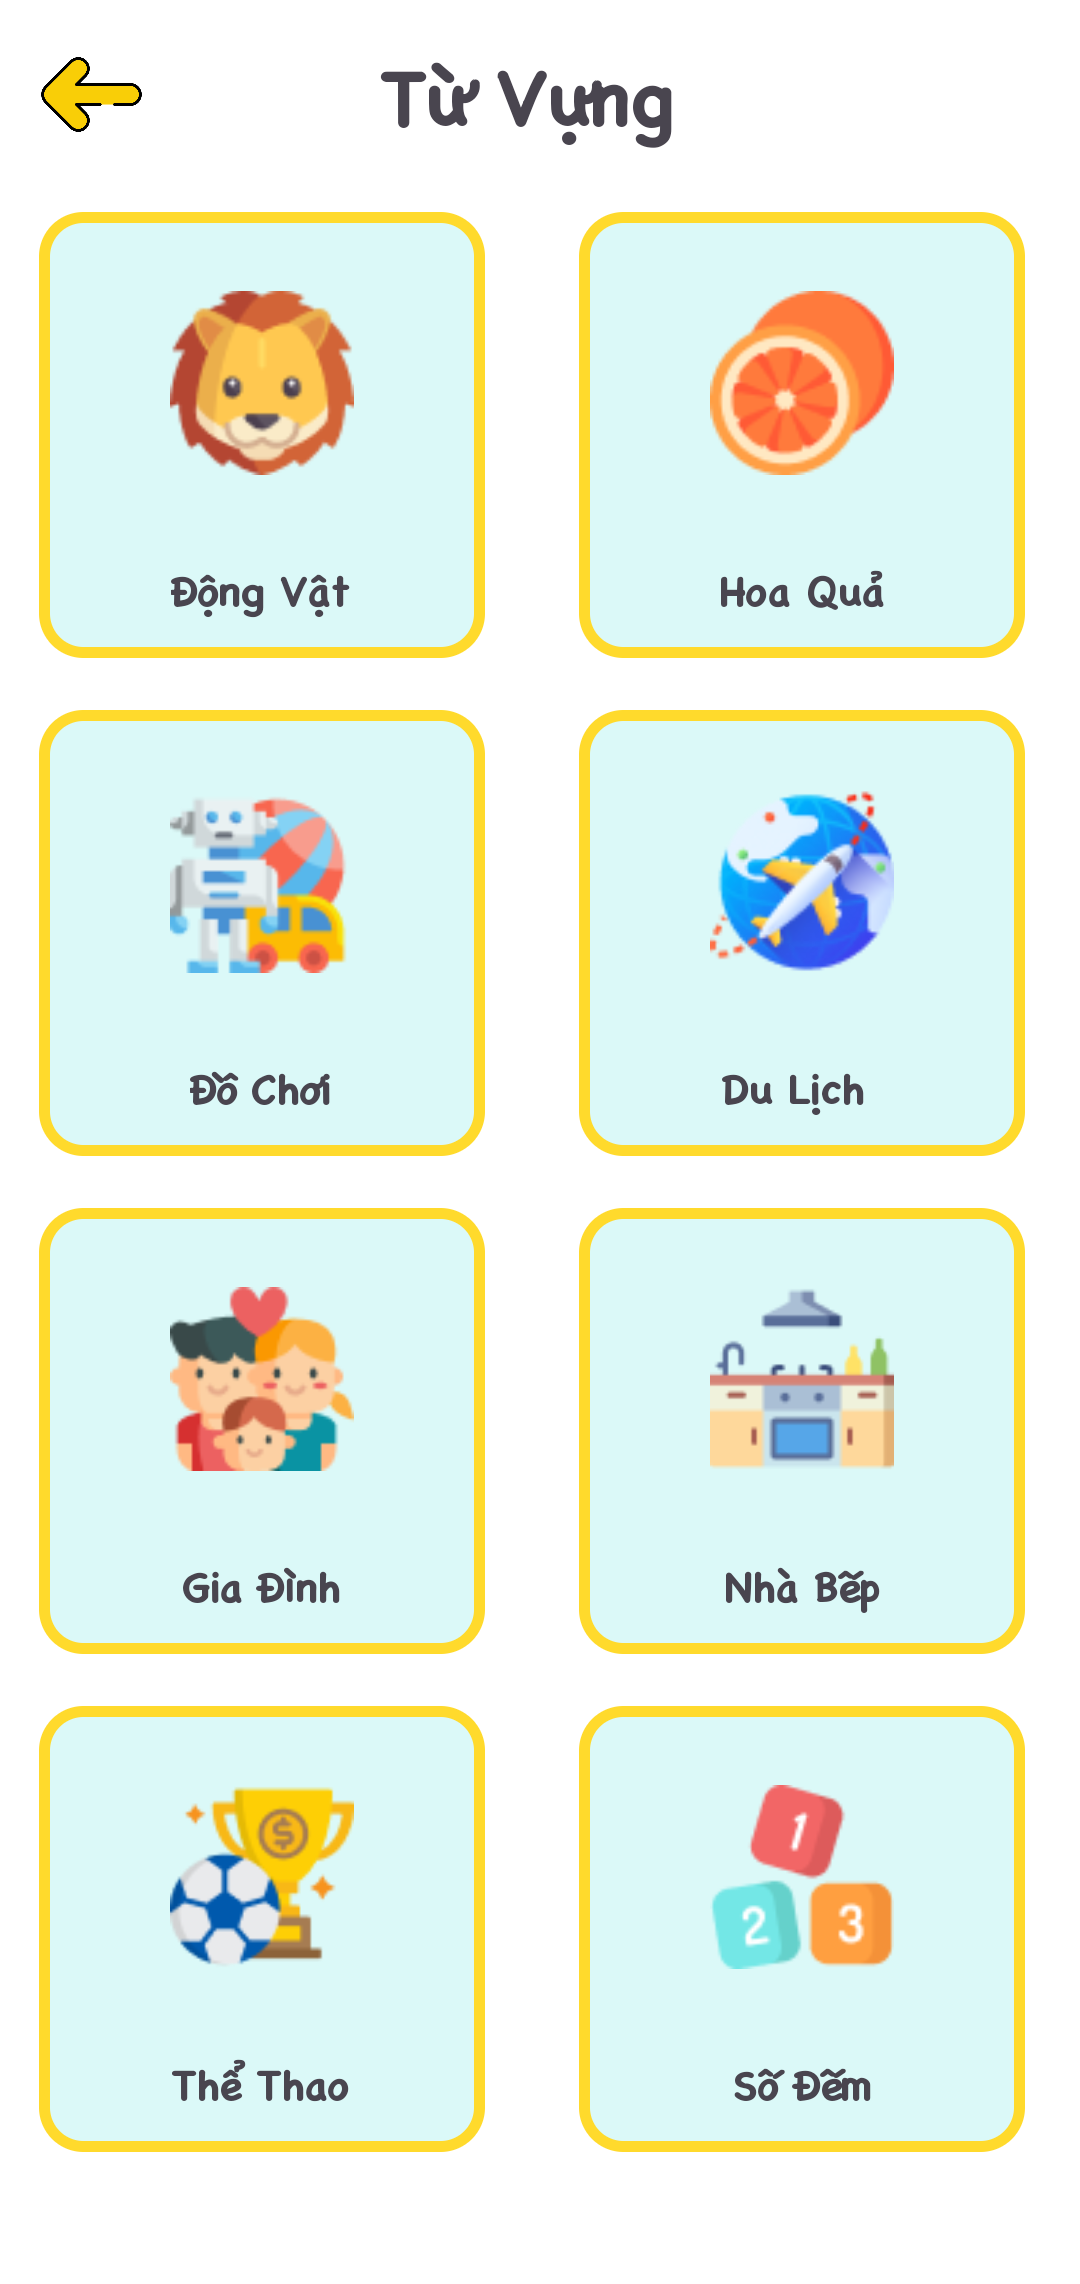 Từ Vựng
Động Vật
Hoa Quả
Đồ Chơi
Du Lịch
Gia Đình
Nhà Bếp
$
1
2 3
Thể Thao
Số Đếm